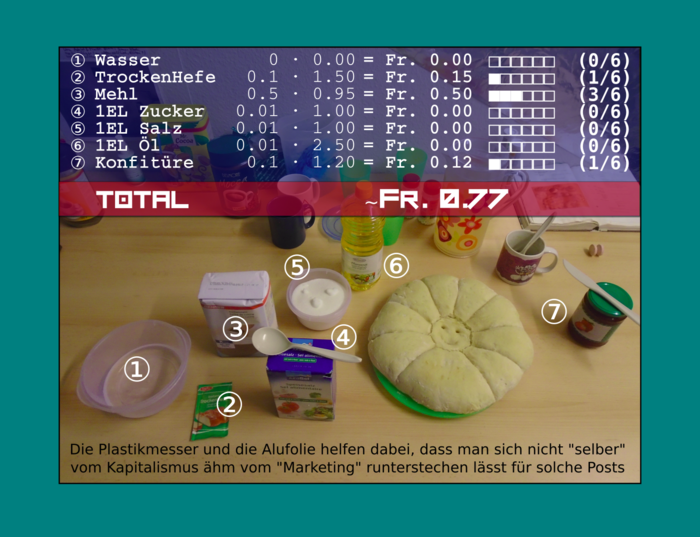 ① Wasser 0 · 0.00 = Fr. 0.00 (0/6)
② TrockenHefe 0.1 · 1.50 = Fr. 0.15 (1/6)
③ Mehl 0.5 · 0.95 = Fr. 0.50 (3/6)
④ 1EL Zucker 0.01 · 1.00 = Fr. 0.00 (0/6)
⑤ 1EL Salz 0.01 · 1.00 = Fr. 0.00 (0/6)
⑥ 1EL Öl 0.01 · 2.50 = Fr. 0.00 (0/6)
⑦ Konfitüre 0.1 · 1.20 = Fr. 0.12 (1/6)
TOTAL ~FR. 0.77
⑤ ⑥
⑦
③ ④
①
②
Die Plastikmesser und die Alufolie helfen dabei, dass man sich nicht "selber"
vom Kapitalismus ähm vom "Marketing" runterstechen lässt für solche Posts